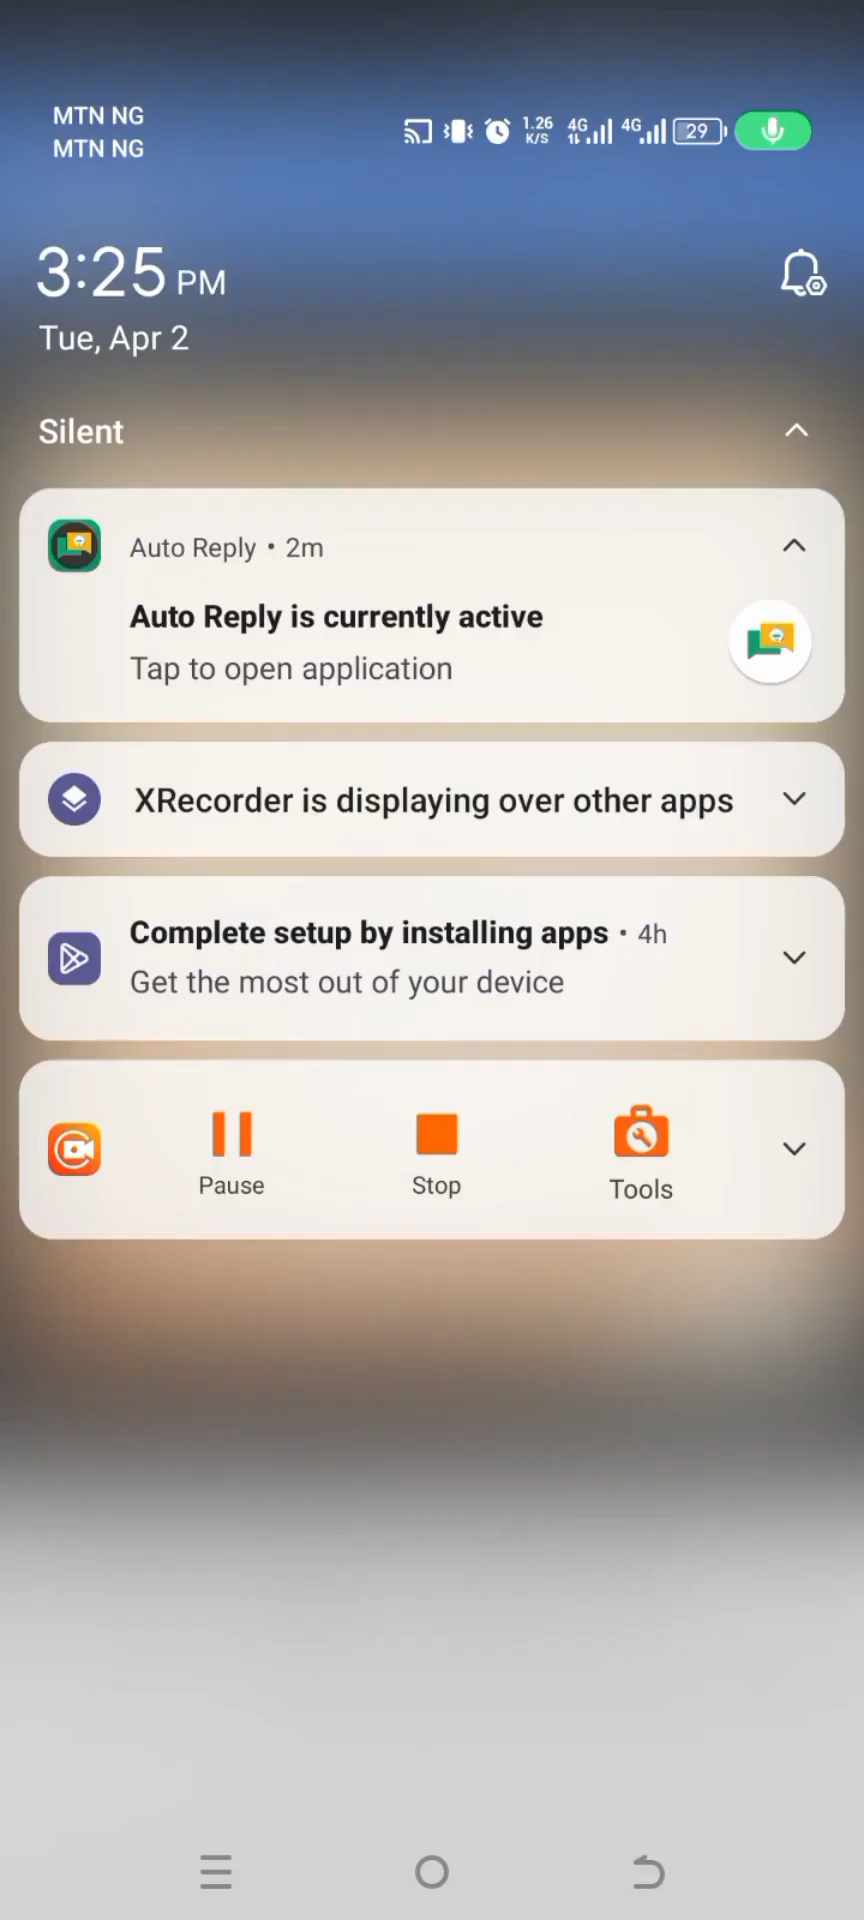 MTN NG
MTN NG
1.26
K/S
4G
4G
29
3:25 PM
Tue, Apr 2
Silent
Auto Reply • 2m
Auto Reply is currently active
Tap to open application
XRecorder is displaying over other apps
Complete setup by installing apps • 4h
Get the most out of your device
Pause
Stop
Tools